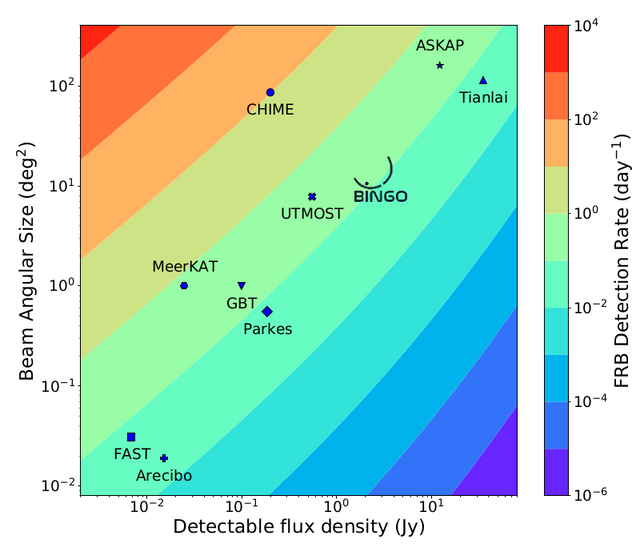 ASKAP
Tianlai
CHIME
BINGO
UTMOST
MeerKAT
GBT
Parkes
FAST
Arecibo
10²
10¹
10⁰
10⁻¹
10⁻²
Beam Angular Size (deg²)
10⁻² 10⁻¹ 10⁰ 10¹
Detectable flux density (Jy)
10⁴
10²
10⁰
10⁻²
10⁻⁴
10⁻⁶
FRB Detection Rate (day⁻¹)